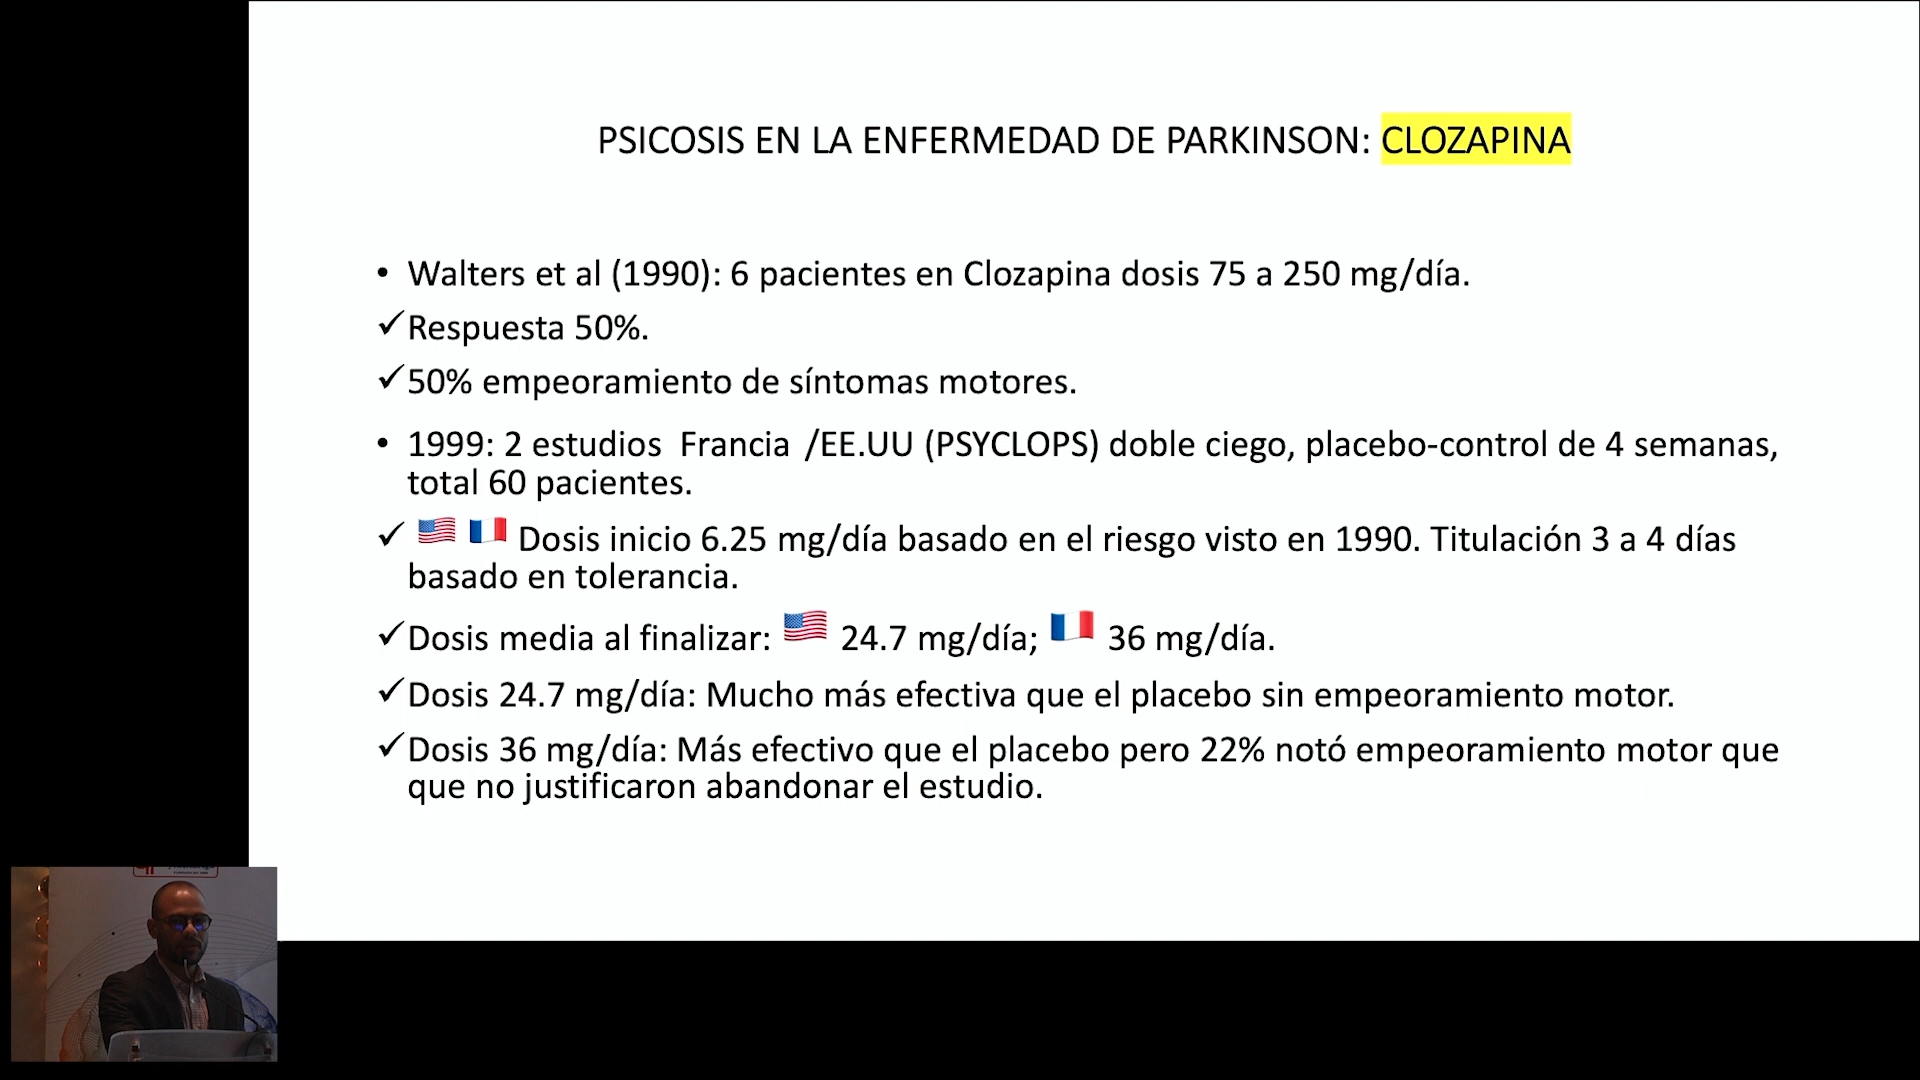 PSICOSIS EN LA ENFERMEDAD DE PARKINSON: CLOZAPINA
• Walters et al (1990): 6 pacientes en Clozapina dosis 75 a 250 mg/día.
✓Respuesta 50%.
✓50% empeoramiento de síntomas motores.
• 1999: 2 estudios Francia /EE.UU (PSYCLOPS) doble ciego, placebo-control de 4 semanas,
total 60 pacientes.
✓ 🇺🇸 🇫🇷 Dosis inicio 6.25 mg/día basado en el riesgo visto en 1990. Titulación 3 a 4 días
basado en tolerancia.
✓Dosis media al finalizar: 🇺🇸 24.7 mg/día; 🇫🇷 36 mg/día.
✓Dosis 24.7 mg/día: Mucho más efectiva que el placebo sin empeoramiento motor.
✓Dosis 36 mg/día: Más efectivo que el placebo pero 22% notó empeoramiento motor que
que no justificaron abandonar el estudio.